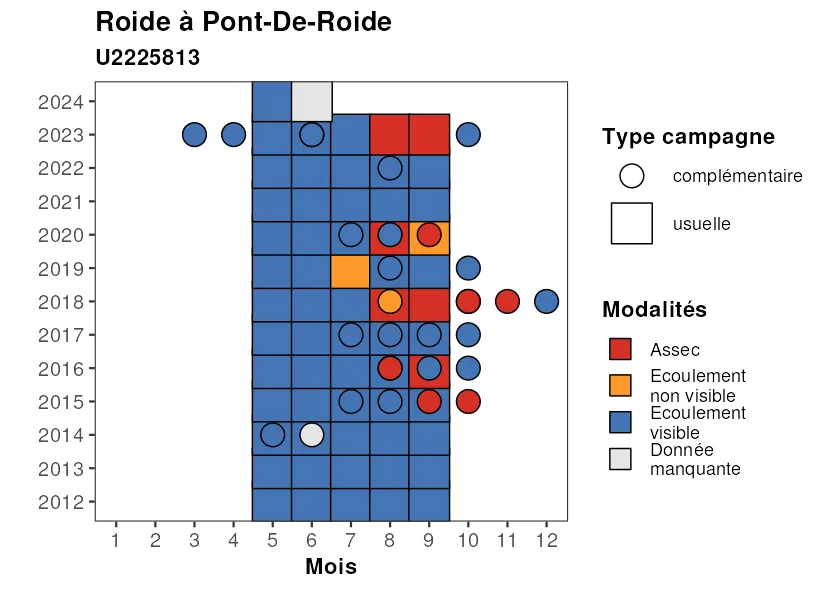 Roide à Pont-De-Roide
U2225813
2024
2023
2022
2021
2020
2019
2018
2017
2016
2015
2014
2013
2012
1 2 3 4 5 6 7 8 9 10 11 12
Mois
Type campagne
complémentaire
usuelle
Modalités
Assec
Ecoulement
non visible
Ecoulement
visible
Donnée
manquante